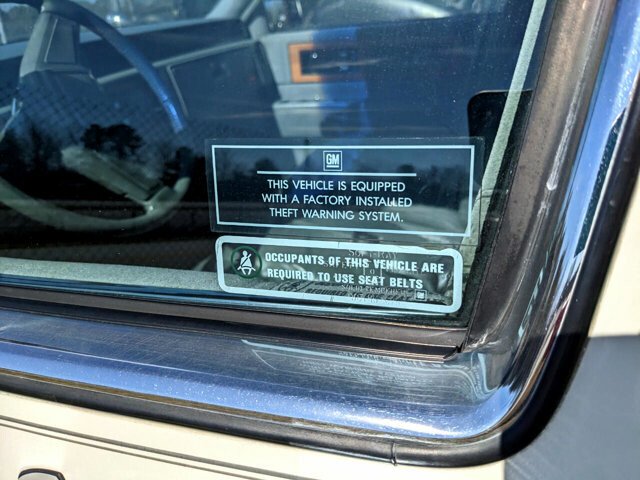 GM
THIS VEHICLE IS EQUIPPED
WITH A FACTORY INSTALLED
THEFT WARNING SYSTEM.
OCCUPANTS OF THIS VEHICLE ARE
REQUIRED TO USE SEAT BELTS